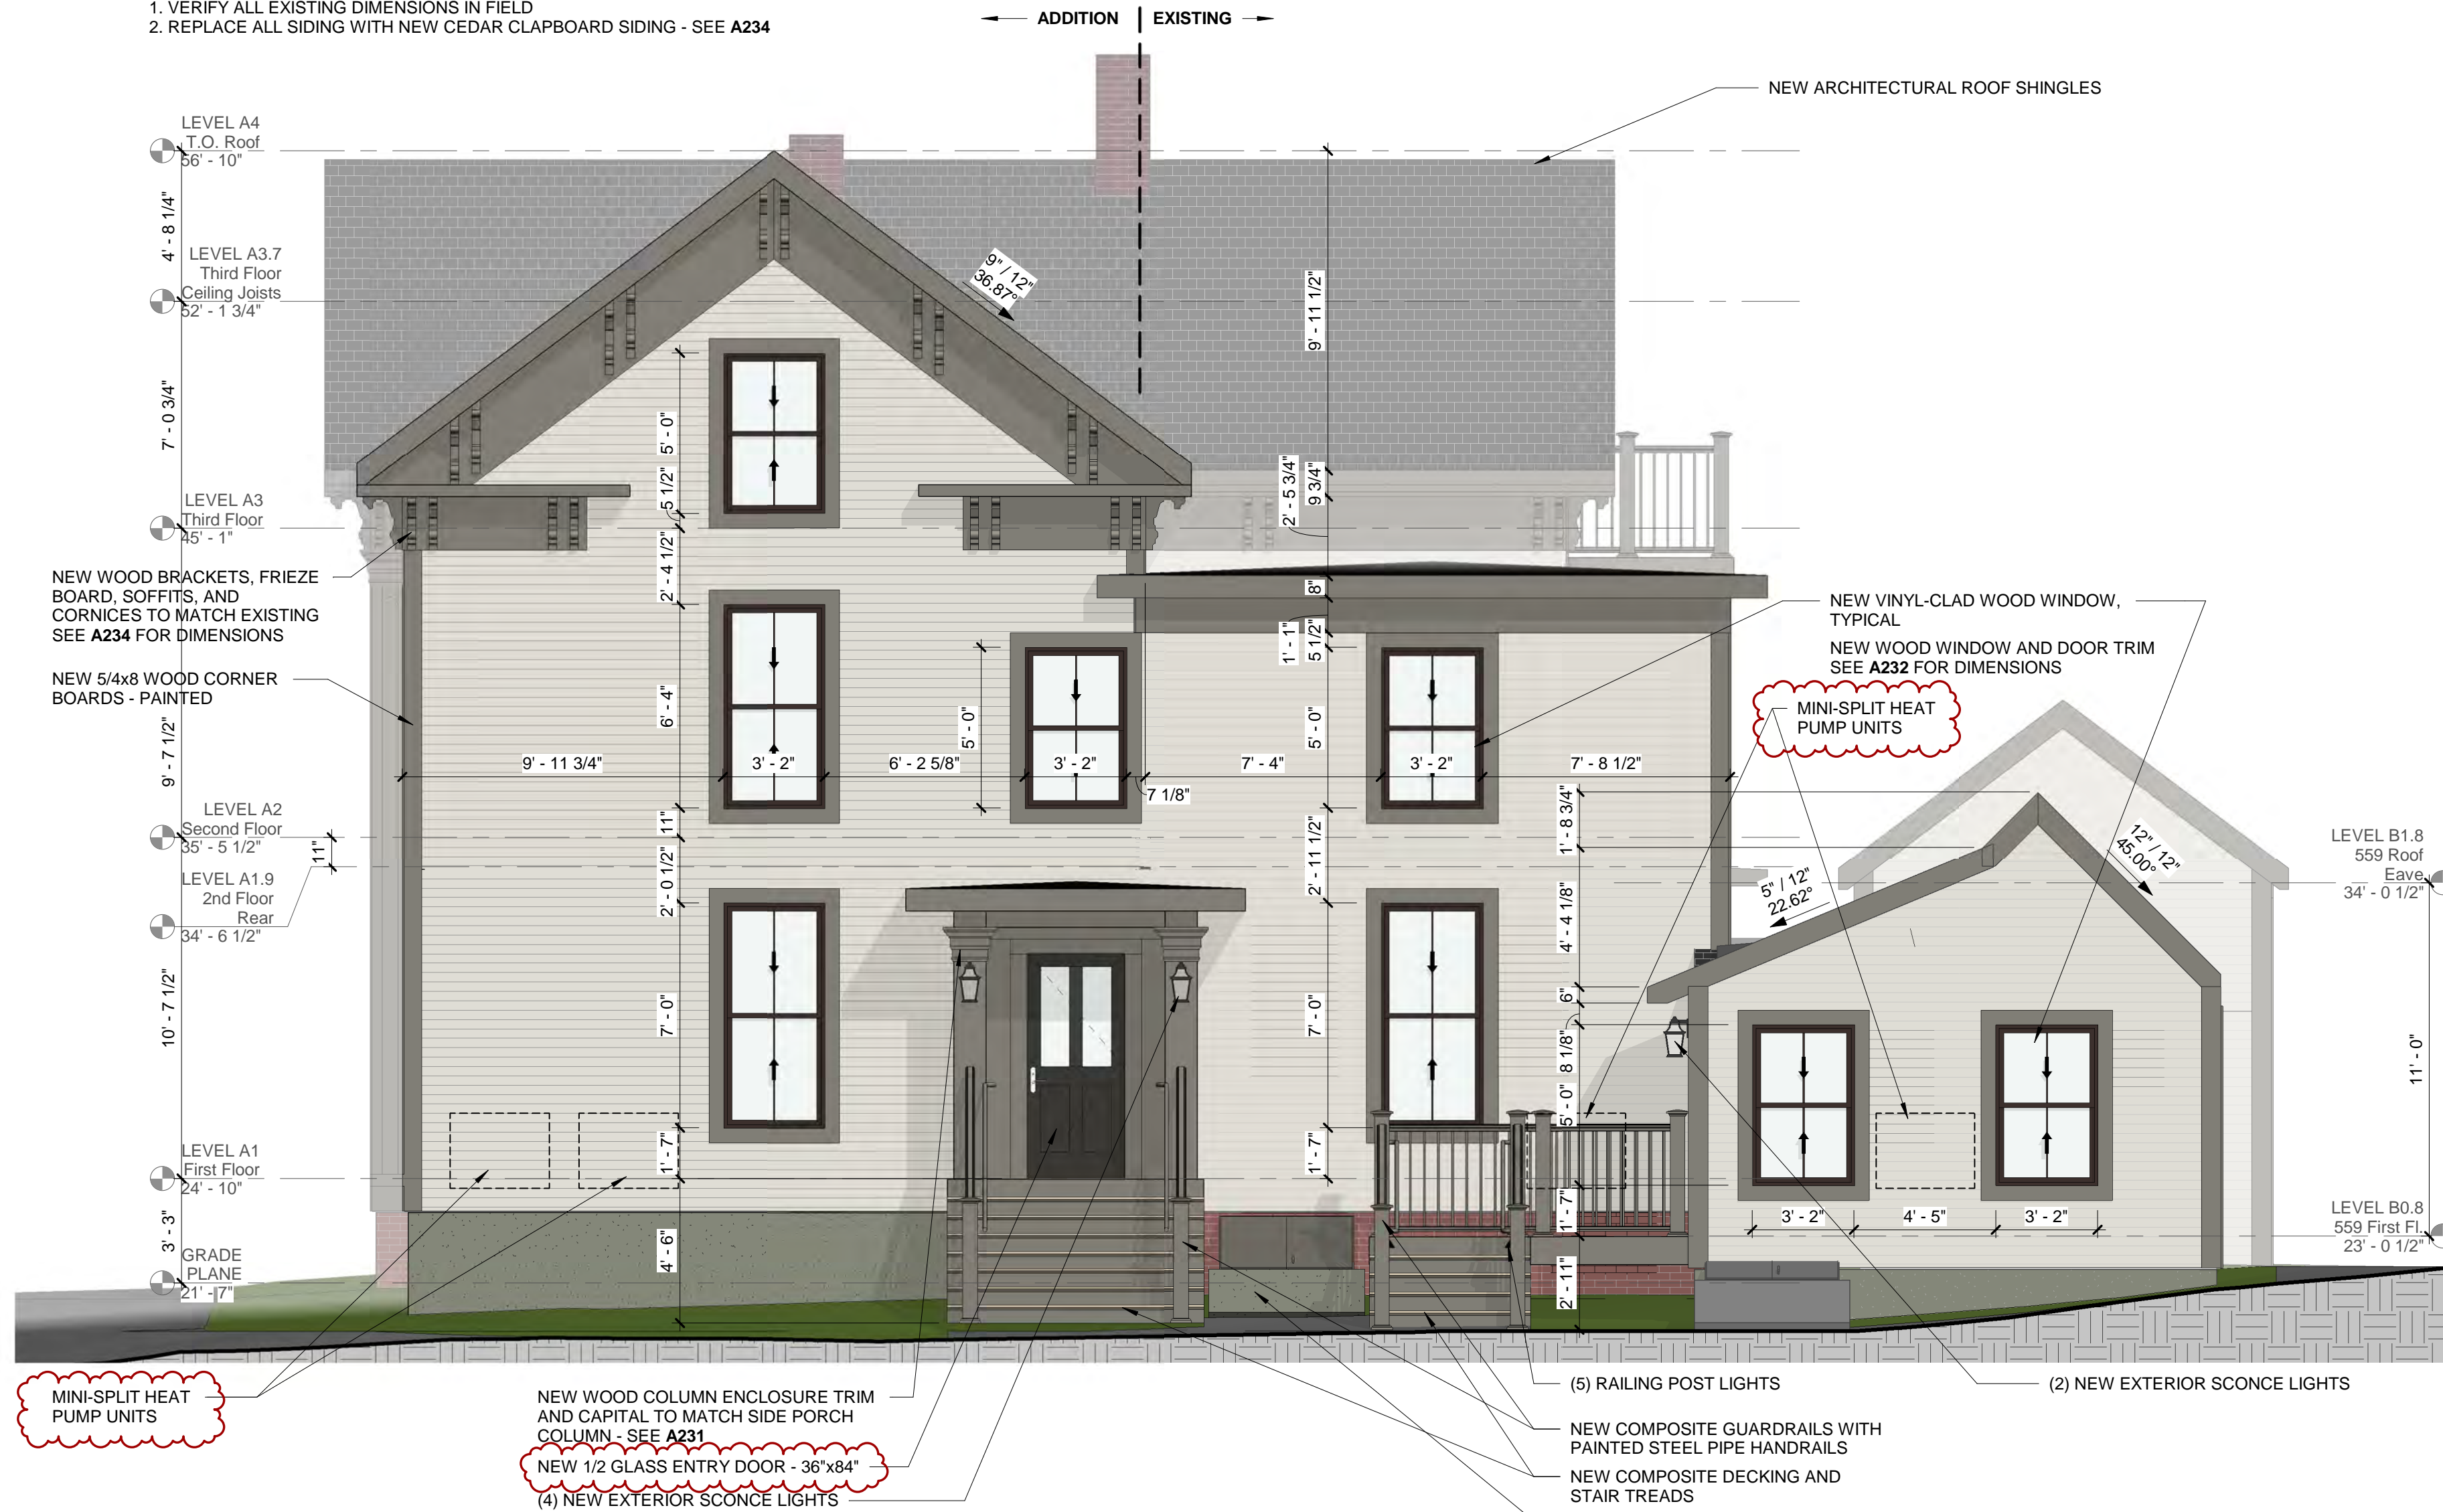 1. VERIFY ALL EXISTING DIMENSIONS IN FIELD
2. REPLACE ALL SIDING WITH NEW CEDAR CLAPBOARD SIDING - SEE A234
ADDITION
EXISTING
NEW ARCHITECTURAL ROOF SHINGLES
LEVEL A4
T.O. Roof
56' - 10"
4' - 8 1/4"
LEVEL A3.7
Third Floor
Ceiling Joists
52' - 1 3/4"
7' - 0 3/4"
LEVEL A3
Third Floor
45' - 1"
9' - 7 1/2"
LEVEL A2
Second Floor
35' - 5 1/2"
11"
LEVEL A1.9
2nd Floor
Rear
34' - 6 1/2"
10' - 7 1/2"
LEVEL A1
First Floor
24' - 10"
3' - 3"
GRADE
PLANE
21' - 7"
NEW WOOD BRACKETS, FRIEZE
BOARD, SOFFITS, AND
CORNICES TO MATCH EXISTING
SEE A234 FOR DIMENSIONS
NEW 5/4x8 WOOD CORNER
BOARDS - PAINTED
9" / 12"
36.87°
5' - 0"
5 1/2"
2' - 4 1/2"
6' - 4"
11"
2' - 0 1/2"
7' - 0"
1' - 7"
4' - 6"
5' - 0"
9' - 11 3/4"
3' - 2"
6' - 2 5/8"
3' - 2"
7 1/8"
7' - 4"
3' - 2"
7' - 8 1/2"
9' - 11 1/2"
2' - 5 3/4"
9 3/4"
8"
1' - 1"
5 1/2"
5' - 0"
2' - 11 1/2"
7' - 0"
1' - 7"
1' - 8 3/4"
4' - 4 1/8"
6"
8 1/8"
5' - 0"
1' - 7"
2' - 11"
NEW VINYL-CLAD WOOD WINDOW,
TYPICAL
NEW WOOD WINDOW AND DOOR TRIM
SEE A232 FOR DIMENSIONS
MINI-SPLIT HEAT
PUMP UNITS
12" / 12"
45.00°
5" / 12"
22.62°
3' - 2"
4' - 5"
3' - 2"
LEVEL B1.8
559 Roof
Eave
34' - 0 1/2"
11' - 0"
LEVEL B0.8
559 First Fl.
23' - 0 1/2"
MINI-SPLIT HEAT
PUMP UNITS
NEW WOOD COLUMN ENCLOSURE TRIM
AND CAPITAL TO MATCH SIDE PORCH
COLUMN - SEE A231
NEW 1/2 GLASS ENTRY DOOR - 36"x84"
(4) NEW EXTERIOR SCONCE LIGHTS
(5) RAILING POST LIGHTS
NEW COMPOSITE GUARDRAILS WITH
PAINTED STEEL PIPE HANDRAILS
NEW COMPOSITE DECKING AND
STAIR TREADS
(2) NEW EXTERIOR SCONCE LIGHTS